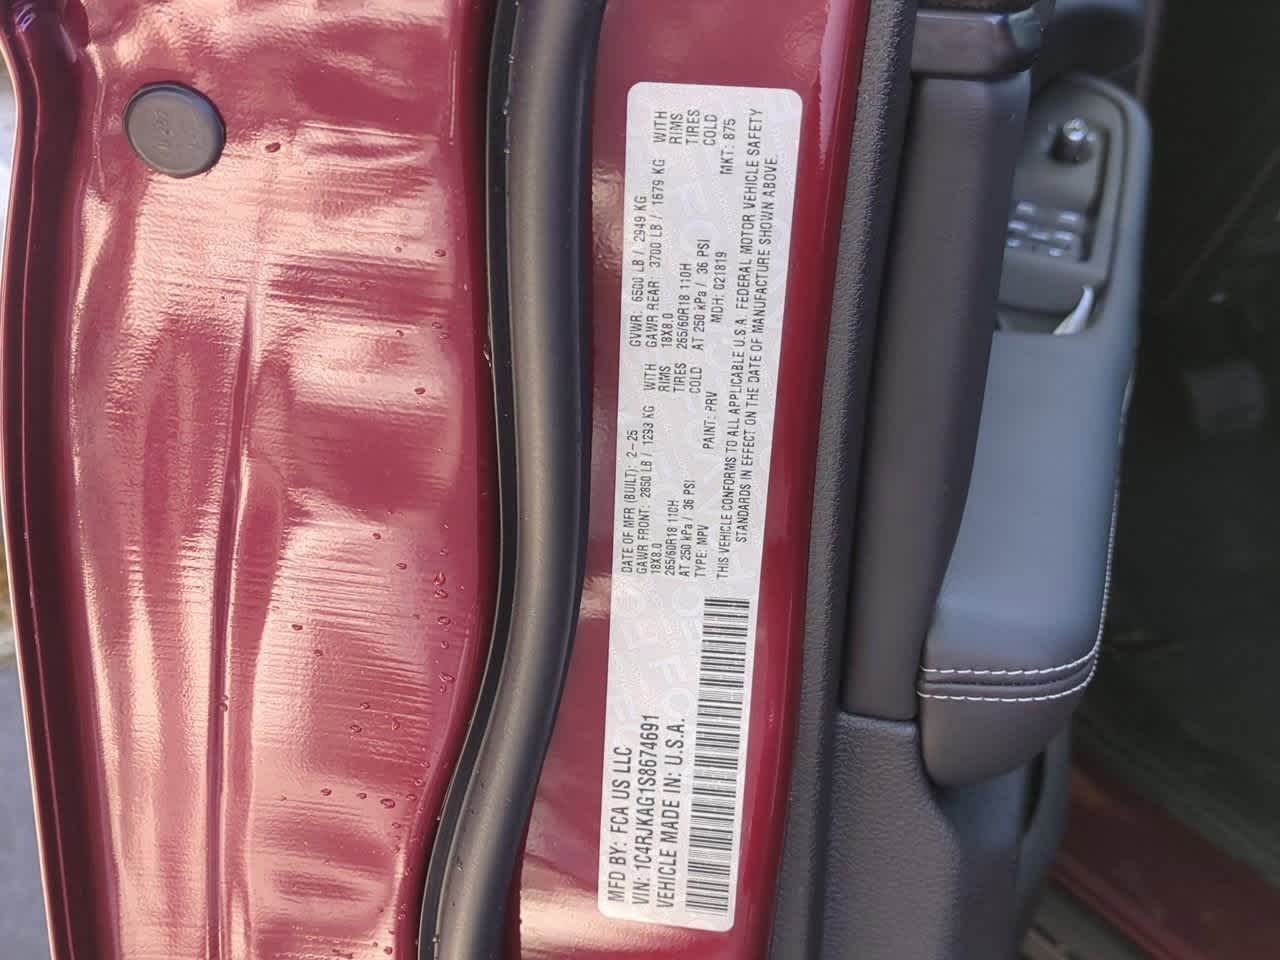 MFD BY: FCA US LLC
VIN: 1C4RJKAG1S8674691
VEHICLE MADE IN: U.S.A.
DATE OF MFR (BUILT): 2-25 GVWR: 6500 LB / 2949 KG
GAWR FRONT: 2850 LB / 1293 KG WITH GAWR REAR: 3700 LB / 1679 KG WITH
18X8.0 RIMS 18X8.0 RIMS
265/60R18 110H TIRES 265/60R18 110H TIRES
AT 250 kPa / 36 PSI COLD AT 250 kPa / 36 PSI COLD
TYPE: MPV PAINT: PRV MDH: 021819 MKT: 875
THIS VEHICLE CONFORMS TO ALL APPLICABLE U.S.A. FEDERAL MOTOR VEHICLE SAFETY
STANDARDS IN EFFECT ON THE DATE OF MANUFACTURE SHOWN ABOVE.